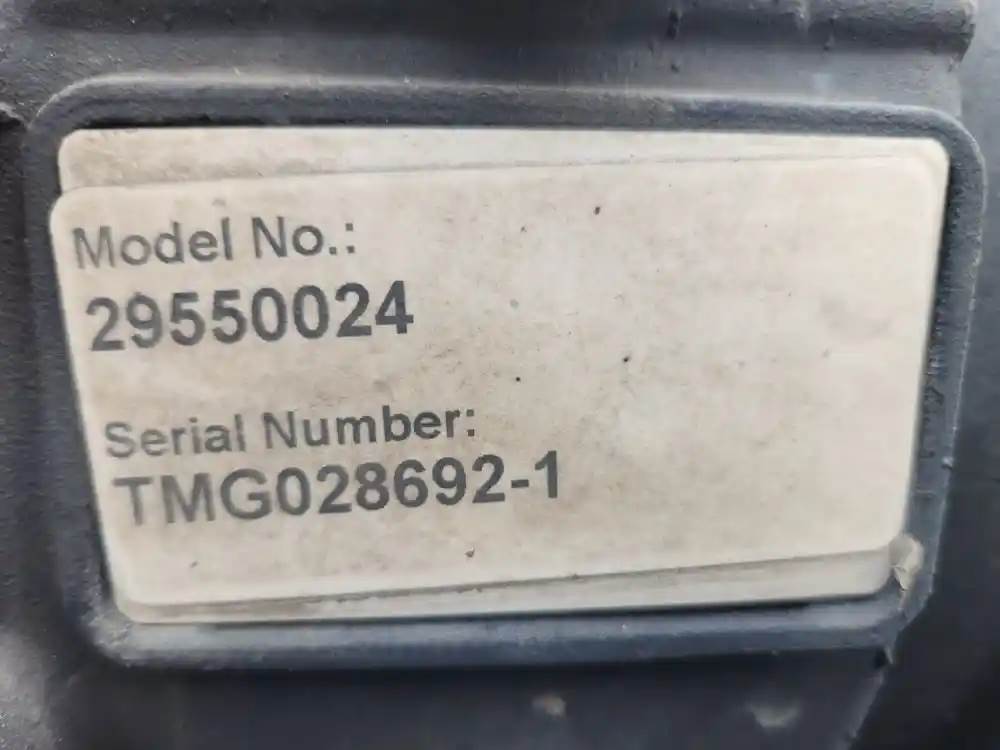 Model No.:
29550024
Serial Number:
TMG028692-1